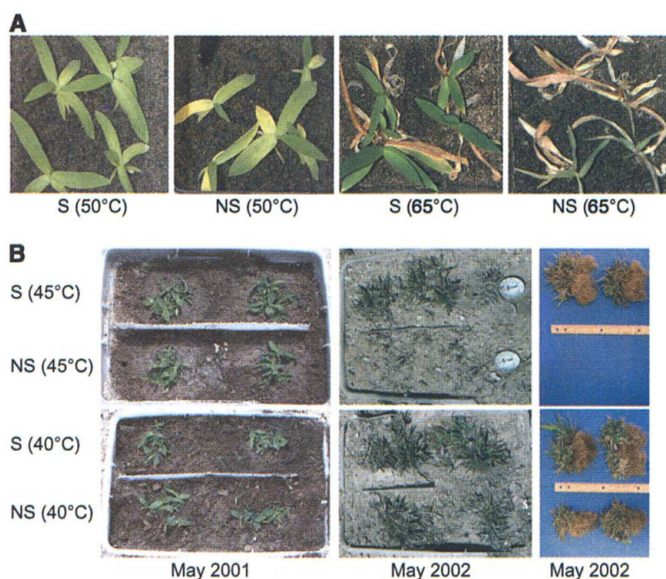 A
S (50°C) NS (50°C) S (65°C) NS (65°C)
B
S (45°C)
NS (45°C)
S (40°C)
NS (40°C)
May 2001 May 2002 May 2002